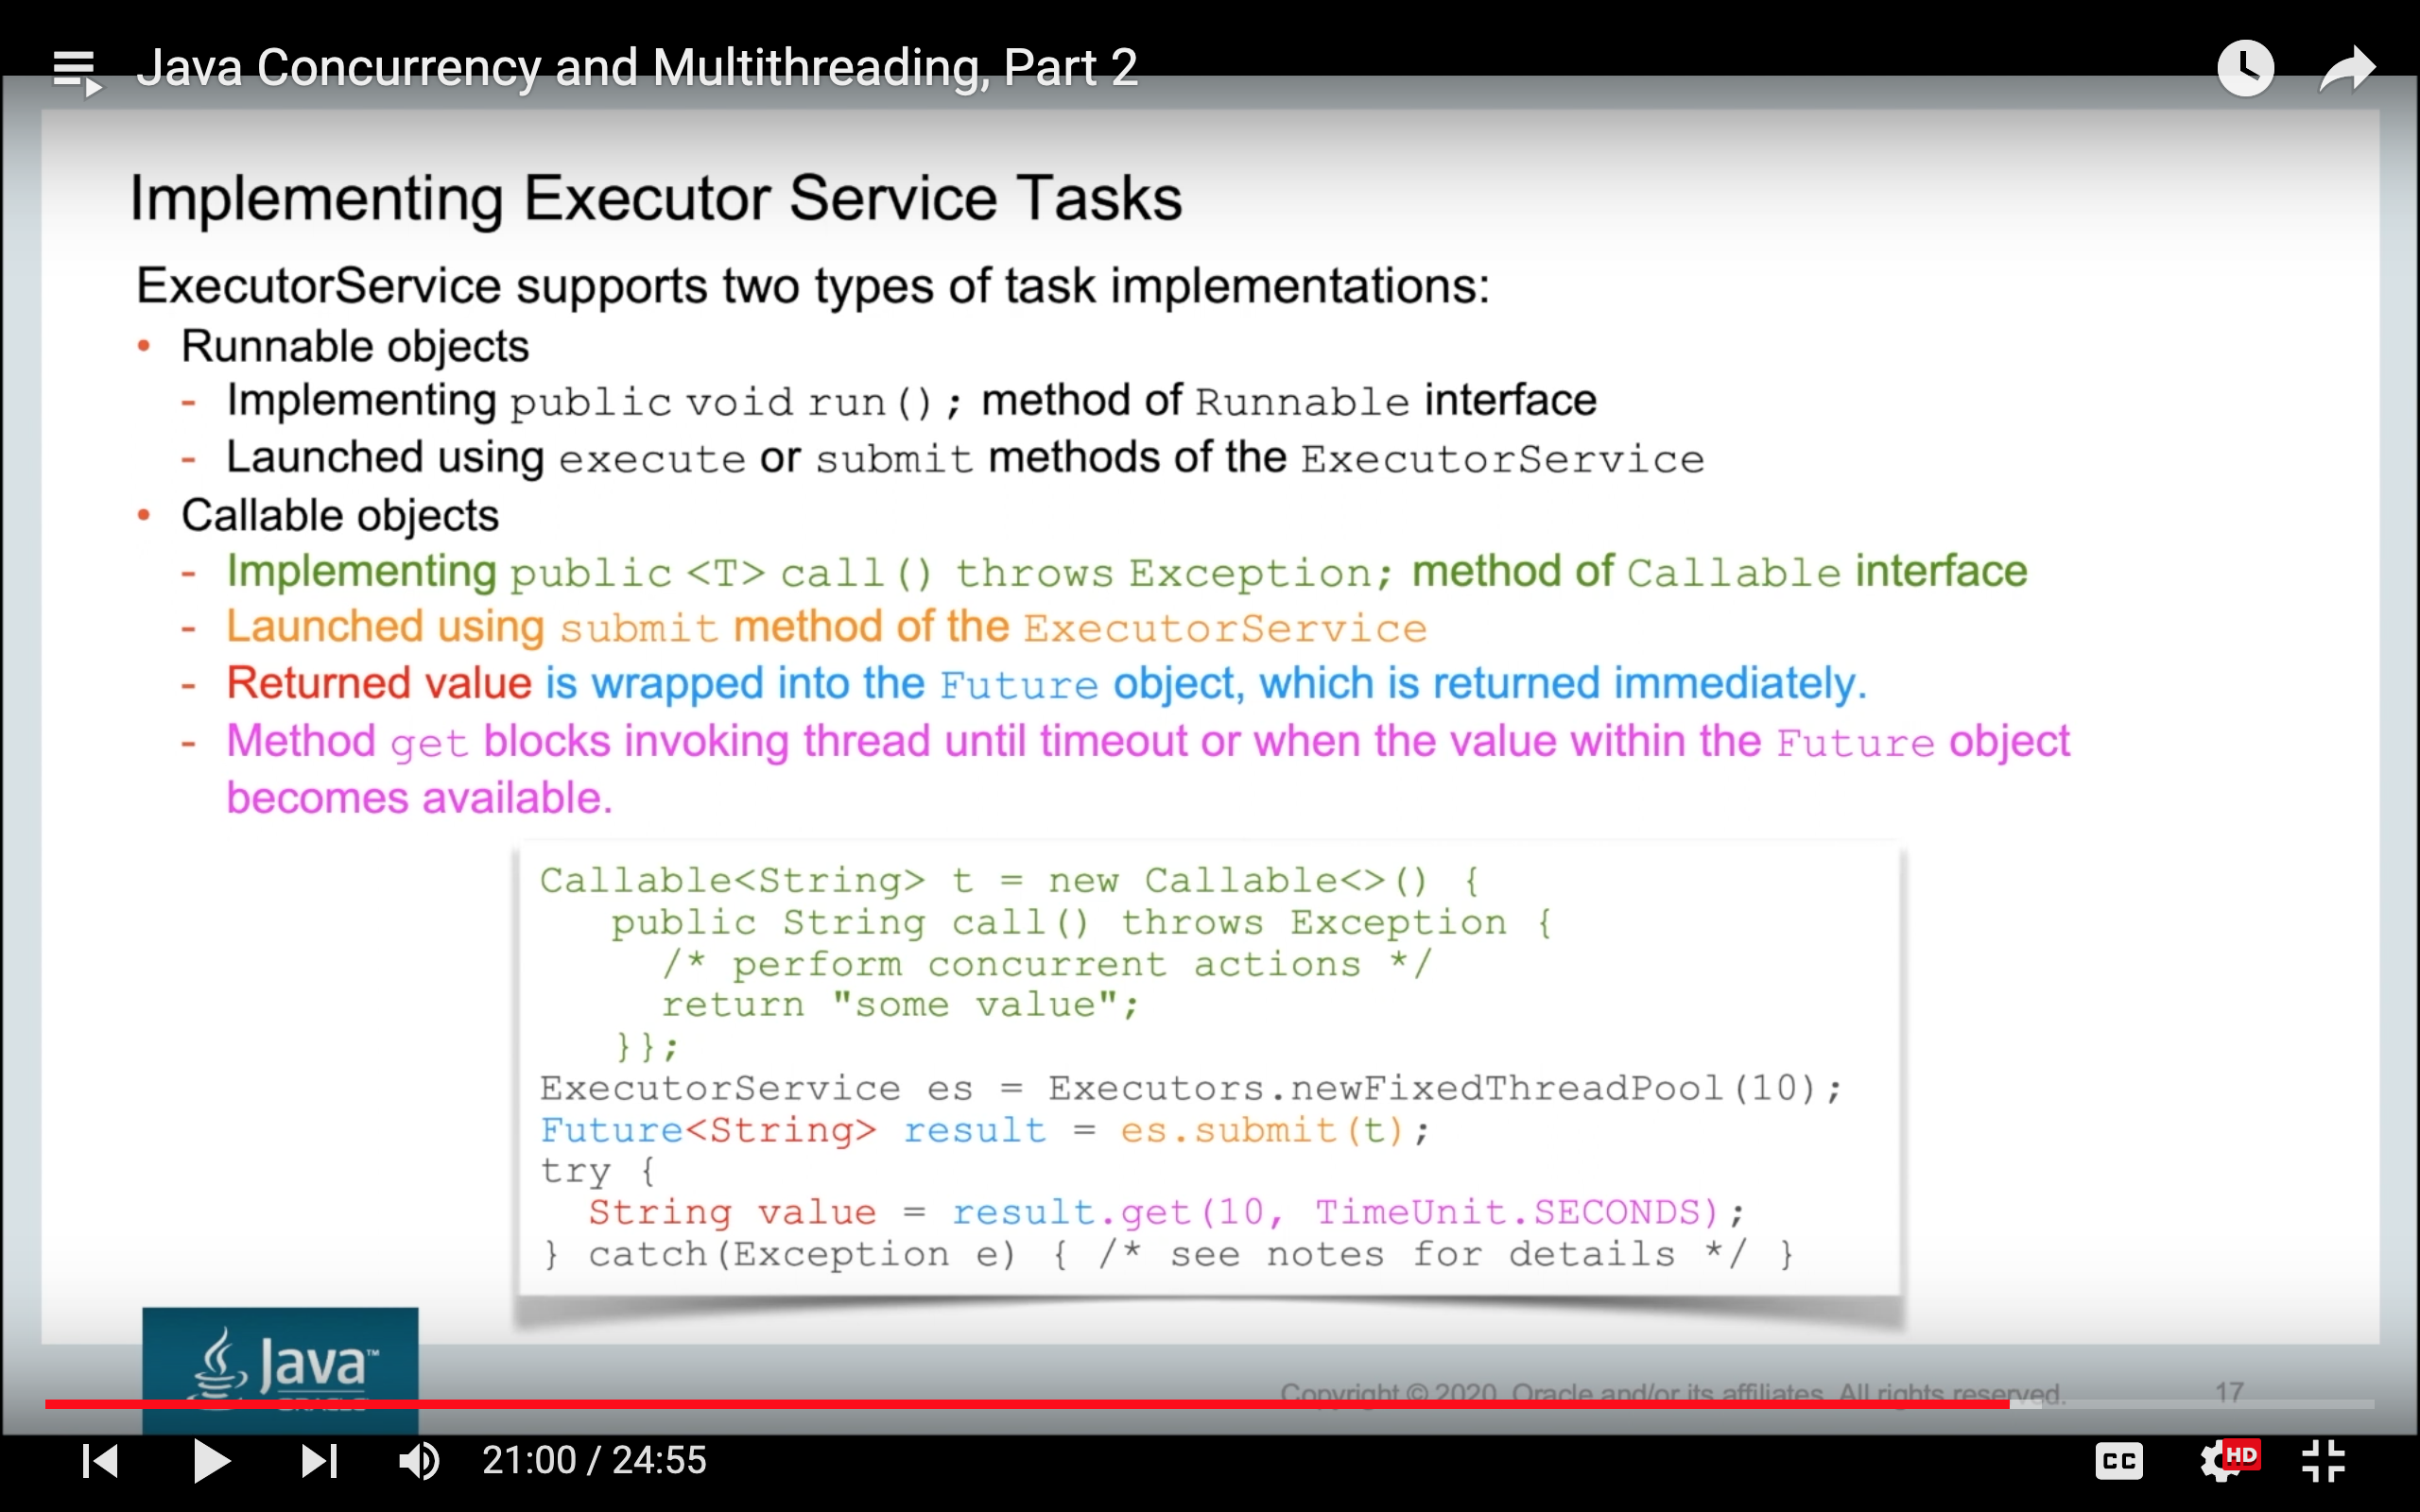 Java Concurrency and Multithreading, Part 2
Implementing Executor Service Tasks
ExecutorService supports two types of task implementations:
• Runnable objects
- Implementing public void run(); method of Runnable interface
- Launched using execute or submit methods of the ExecutorService
• Callable objects
- Implementing public <T> call() throws Exception; method of Callable interface
- Launched using submit method of the ExecutorService
- Returned value is wrapped into the Future object, which is returned immediately.
- Method get blocks invoking thread until timeout or when the value within the Future object
becomes available.
Callable<String> t = new Callable<>() {
public String call() throws Exception {
/* perform concurrent actions */
return "some value";
}};
ExecutorService es = Executors.newFixedThreadPool(10);
Future<String> result = es.submit(t);
try {
String value = result.get(10, TimeUnit.SECONDS);
} catch(Exception e) { /* see notes for details */ }
Java™
Copyright © 2020, Oracle and/or its affiliates. All rights reserved.
17
21:00 / 24:55
CC
HD